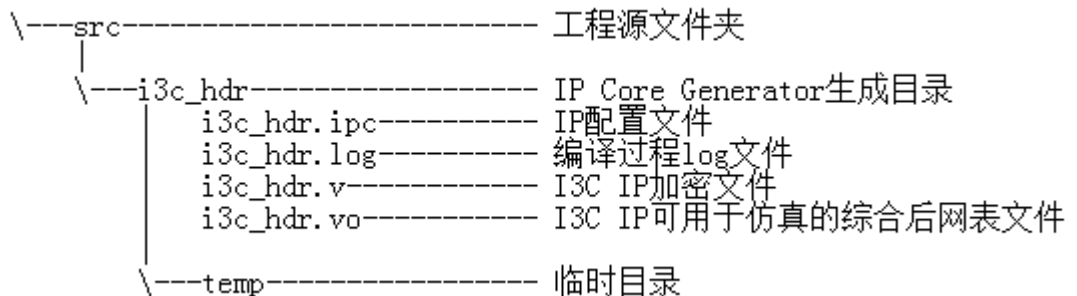 \---src-------------------------- 工程源文件夹
|
\---i3c_hdr------------------ IP Core Generator生成目录
i3c_hdr.ipc---------- IP配置文件
i3c_hdr.log---------- 编译过程log文件
i3c_hdr.v------------ I3C IP加密文件
i3c_hdr.vo----------- I3C IP可用于仿真的综合后网表文件
\---temp----------------- 临时目录